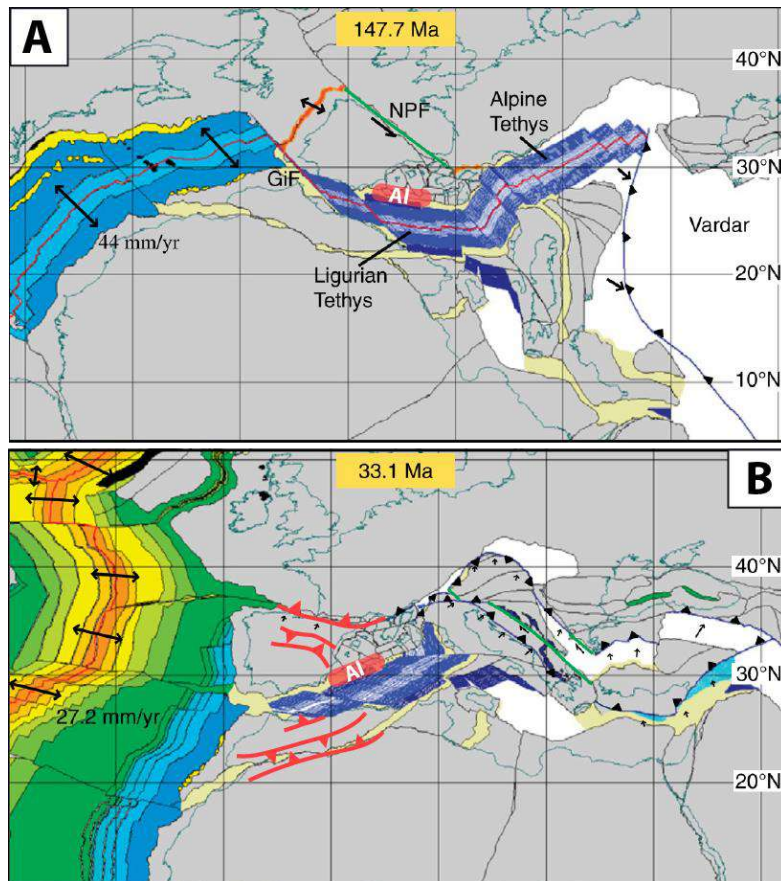 A
147.7 Ma
40°N
NPF
Alpine
Tethys
30°N
GiF
Al
Vardar
44 mm/yr
Ligurian
Tethys
20°N
10°N
33.1 Ma
B
40°N
Al
30°N
27.2 mm/yr
20°N